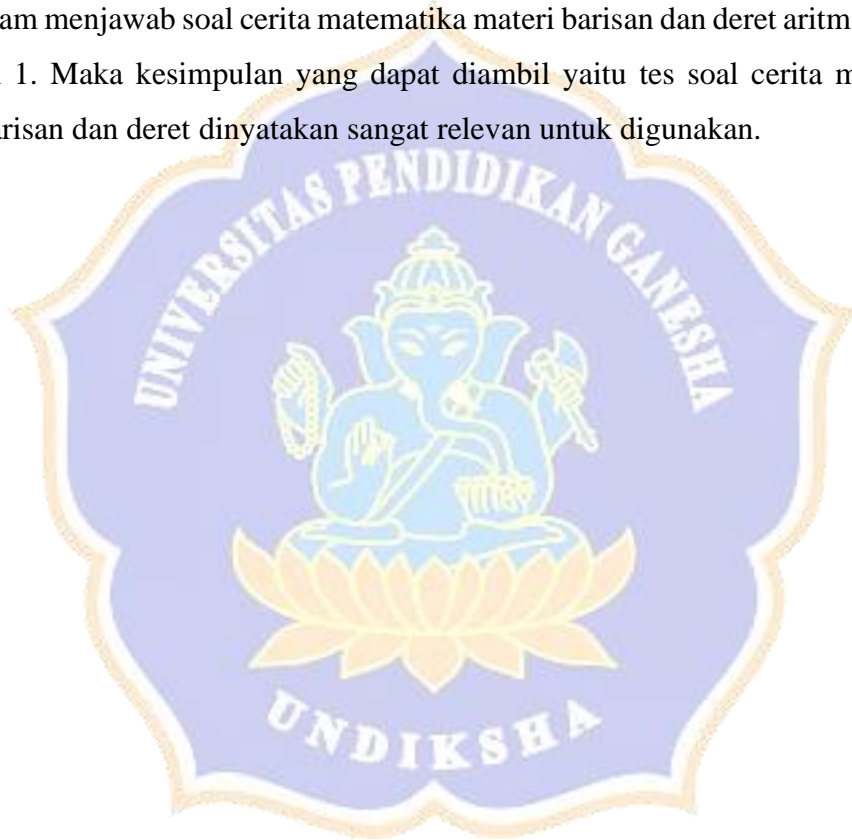 am menjawab soal cerita matematika materi barisan dan deret aritm
1. Maka kesimpulan yang dapat diambil yaitu tes soal cerita m
risan dan deret dinyatakan sangat relevan untuk digunakan.
UNIVERSITAS PENDIDIKAN GANESHA
UNDIKSHA